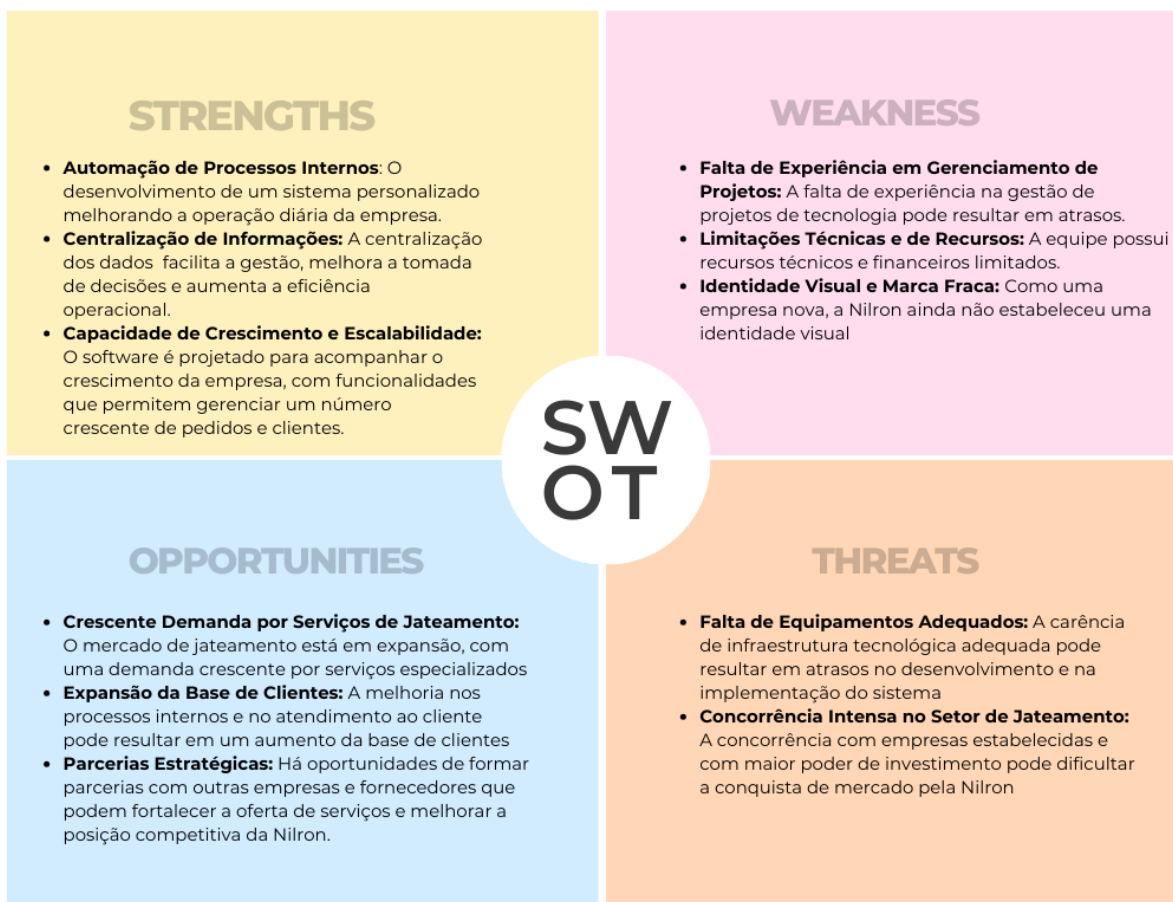 STRENGTHS
• Automação de Processos Internos: O
desenvolvimento de um sistema personalizado
melhorando a operação diária da empresa.
• Centralização de Informações: A centralização
dos dados facilita a gestão, melhora a tomada
de decisões e aumenta a eficiência
operacional.
• Capacidade de Crescimento e Escalabilidade:
O software é projetado para acompanhar o
crescimento da empresa, com funcionalidades
que permitem gerenciar um número
crescente de pedidos e clientes.
WEAKNESS
• Falta de Experiência em Gerenciamento de
Projetos: A falta de experiência na gestão de
projetos de tecnologia pode resultar em atrasos.
• Limitações Técnicas e de Recursos: A equipe possui
recursos técnicos e financeiros limitados.
• Identidade Visual e Marca Fraca: Como uma
empresa nova, a Nilron ainda não estabeleceu uma
identidade visual
SW
OT
OPPORTUNITIES
• Crescente Demanda por Serviços de Jateamento:
O mercado de jateamento está em expansão, com
uma demanda crescente por serviços especializados
• Expansão da Base de Clientes: A melhoria nos
processos internos e no atendimento ao cliente
pode resultar em um aumento da base de clientes
• Parcerias Estratégicas: Há oportunidades de formar
parcerias com outras empresas e fornecedores que
podem fortalecer a oferta de serviços e melhorar a
posição competitiva da Nilron.
THREATS
• Falta de Equipamentos Adequados: A carência
de infraestrutura tecnológica adequada pode
resultar em atrasos no desenvolvimento e na
implementação do sistema
• Concorrência Intensa no Setor de Jateamento:
A concorrência com empresas estabelecidas e
com maior poder de investimento pode dificultar
a conquista de mercado pela Nilron